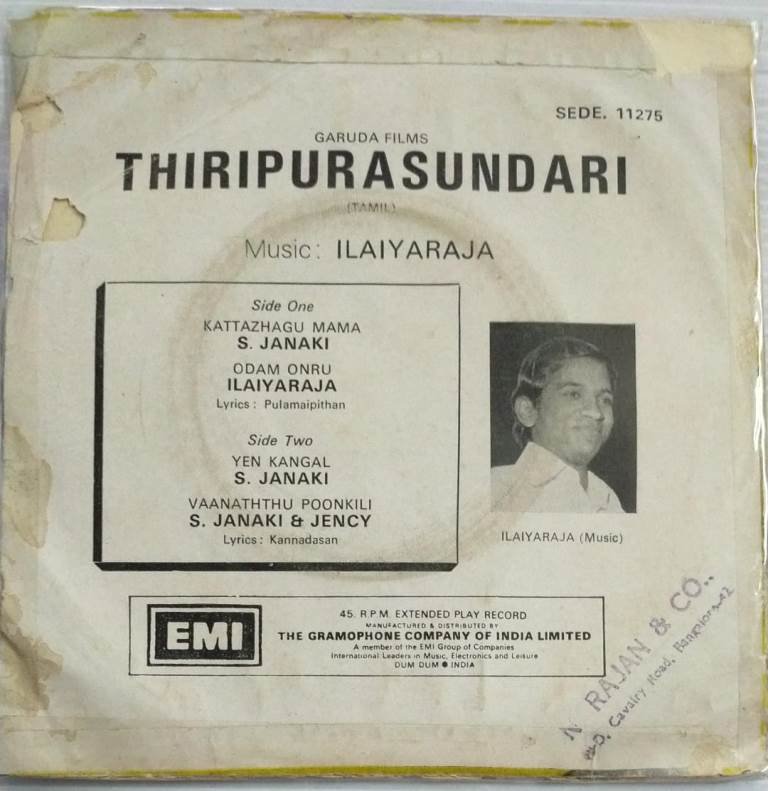 SEDE. 11275
GARUDA FILMS
THIRIPURASUNDARI
(TAMIL)
Music: ILAIYARAJA
Side One
KATTAZHAGU MAMA
S. JANAKI
ODAM ONRU
ILAIYARAJA
Lyrics : Pulamaipithan
Side Two
YEN KANGAL
S. JANAKI
VAANATHTHU POONKILI
S. JANAKI & JENCY
Lyrics : Kannadasan
ILAIYARAJA (Music)
EMI
45. R.P.M. EXTENDED PLAY RECORD
MANUFACTURED & DISTRIBUTED BY
THE GRAMOPHONE COMPANY OF INDIA LIMITED
A member of the EMI Group of Companies
International Leaders in Music, Electronics and Leisure
DUM DUM ● INDIA
N. RAJAN & CO..
Cavalry Road, Bangalore-42